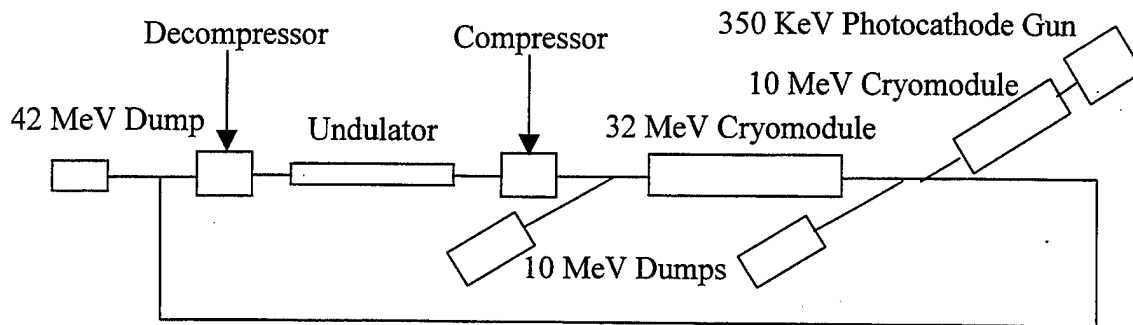 350 KeV Photocathode Gun
Decompressor
Compressor
10 MeV Cryomodule
42 MeV Dump
Undulator
32 MeV Cryomodule
10 MeV Dumps